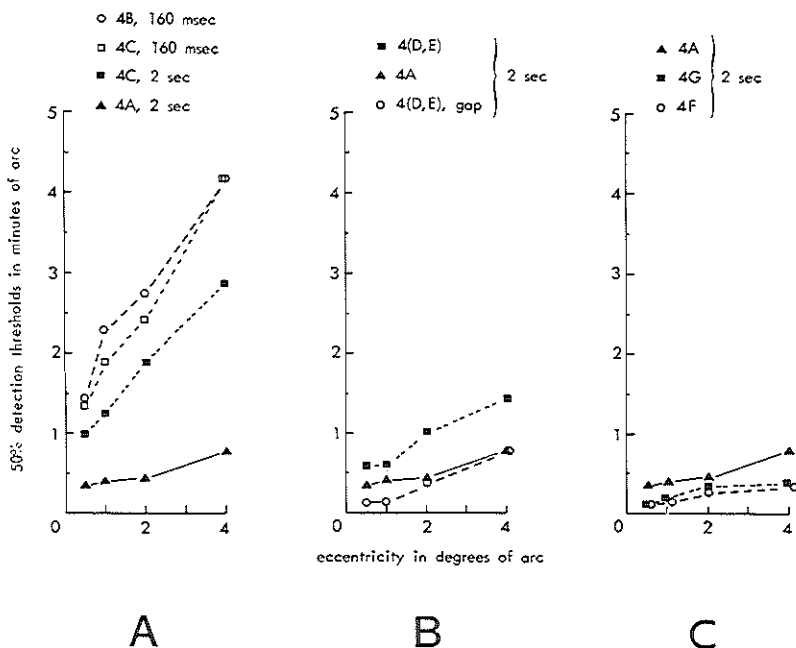 4B, 160 msec
4C, 160 msec
4C, 2 sec
4A, 2 sec
4(D,E)
4A
4(D,E), gap
2 sec
4A
4G
4F
2 sec
50% detection thresholds in minutes of arc
5
4
3
2
1
0
2
4
5
4
3
2
1
0
2
4
5
4
3
2
1
0
2
4
eccentricity in degrees of arc
A
B
C